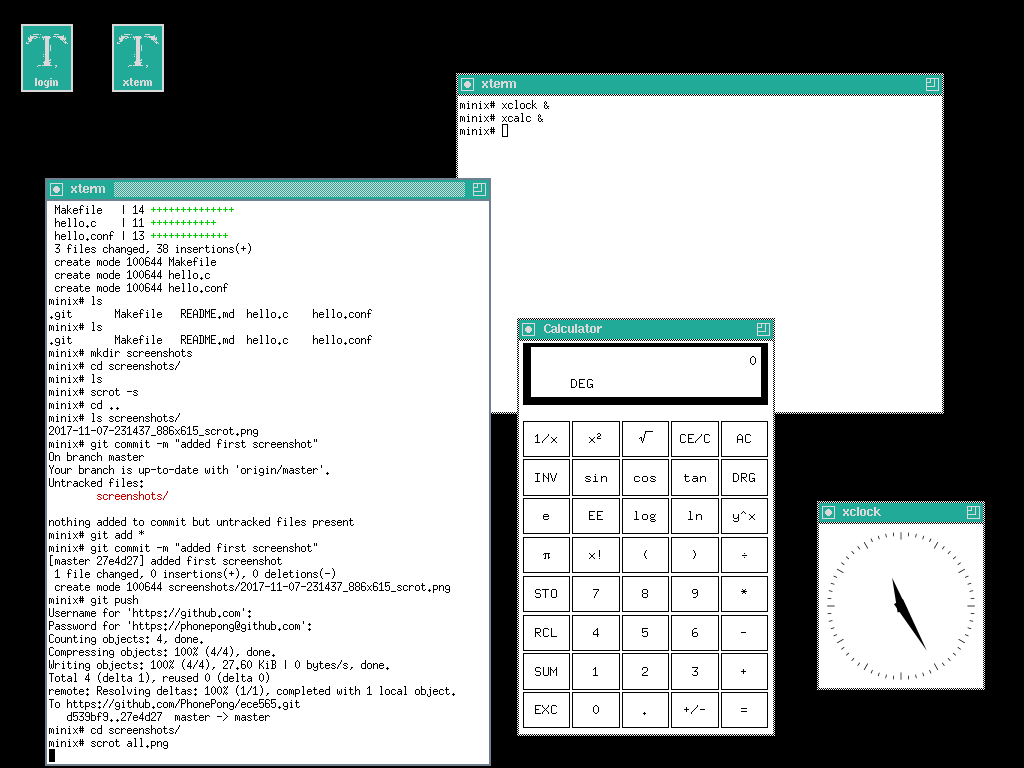 login
xterm
xterm
minix# xclock &
minix# xcalc &
minix#
xterm
Makefile | 14 ++++++++++++++
hello.c | 11 +++++++++++
hello.conf | 13 +++++++++++++
3 files changed, 38 insertions(+)
create mode 100644 Makefile
create mode 100644 hello.c
create mode 100644 hello.conf
minix# ls
.git Makefile README.md hello.c hello.conf
minix# ls
.git Makefile README.md hello.c hello.conf
minix# mkdir screenshots
minix# cd screenshots/
minix# ls
minix# scrot -s
minix# cd ..
minix# ls screenshots/
2017-11-07-231437_886x615_scrot.png
minix# git commit -m "added first screenshot"
On branch master
Your branch is up-to-date with 'origin/master'.
Untracked files:
screenshots/
nothing added to commit but untracked files present
minix# git add *
minix# git commit -m "added first screenshot"
[master 27e4d27] added first screenshot
1 file changed, 0 insertions(+), 0 deletions(-)
create mode 100644 screenshots/2017-11-07-231437_886x615_scrot.png
minix# git push
Username for 'https://github.com':
Password for 'https://phonepong@github.com':
Counting objects: 4, done.
Compressing objects: 100% (4/4), done.
Writing objects: 100% (4/4), 27.60 KiB | 0 bytes/s, done.
Total 4 (delta 1), reused 0 (delta 0)
remote: Resolving deltas: 100% (1/1), completed with 1 local object.
To https://github.com/PhonePong/ece565.git
d539bf9..27e4d27 master -> master
minix# cd screenshots/
minix# scrot all.png
Calculator
0
DEG
1/x x² √ CE/C AC
INV sin cos tan DRG
e EE log ln y^x
π x! ( ) ÷
STO 7 8 9 *
RCL 4 5 6 -
SUM 1 2 3 +
EXC 0 . +/- =
xclock